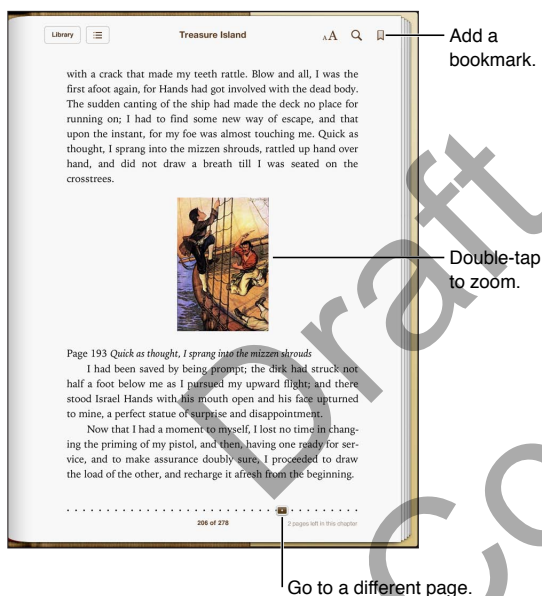 Library
Treasure Island
AA
Add a
bookmark.
with a crack that made my teeth rattle. Blow and all, I was the
first afoot again, for Hands had got involved with the dead body.
The sudden canting of the ship had made the deck no place for
running on; I had to find some new way of escape, and that
upon the instant, for my foe was almost touching me. Quick as
thought, I sprang into the mizzen shrouds, rattled up hand over
hand, and did not draw a breath till I was seated on the
crosstrees.
Double-tap
to zoom.
Page 193 Quick as thought, I sprang into the mizzen shrouds
I had been saved by being prompt; the dirk had struck not
half a foot below me as I pursued my upward flight; and there
stood Israel Hands with his mouth open and his face upturned
to mine, a perfect statue of surprise and disappointment.
Now that I had a moment to myself, I lost no time in chang-
ing the priming of my pistol, and then, having one ready for ser-
vice, and to make assurance doubly sure, I proceeded to draw
the load of the other, and recharge it afresh from the beginning.
206 of 278
2 pages left in this chapter
Go to a different page.
Draft